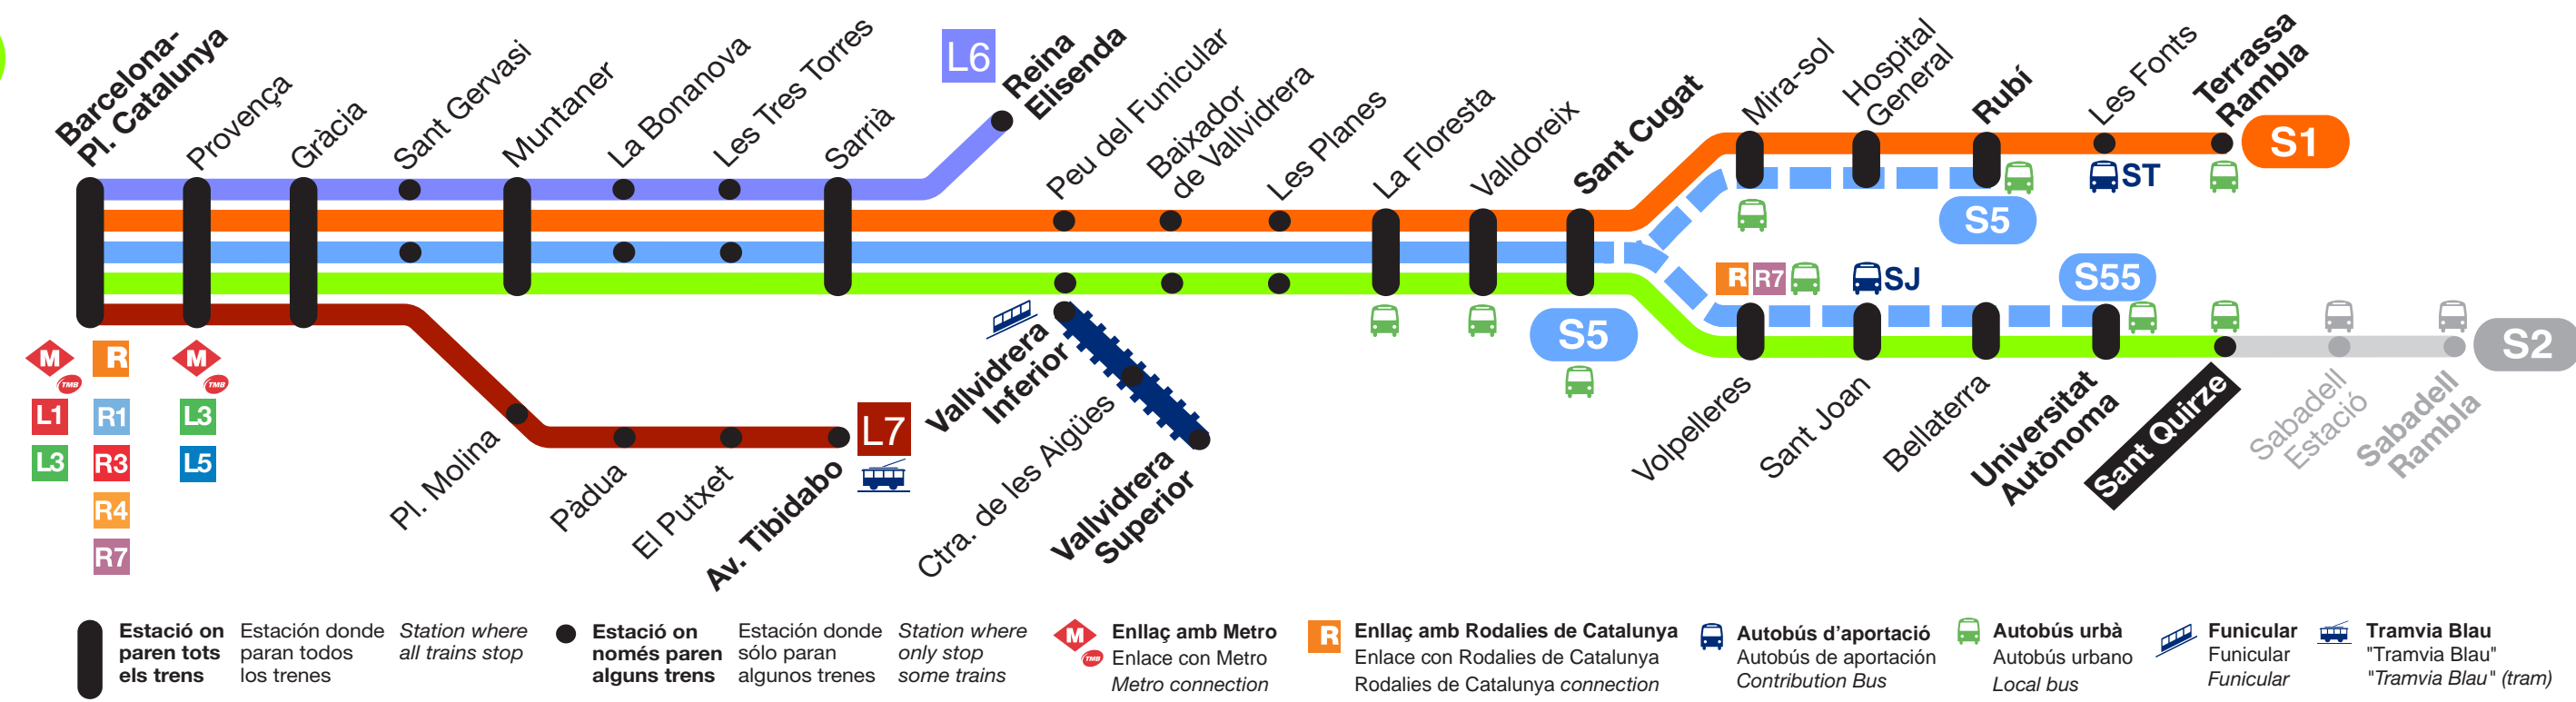 Barcelona-
Pl. Catalunya
Provença
Gràcia
Sant Gervasi
Muntaner
La Bonanova
Les Tres Torres
Sarrià
L6
Reina
Elisenda
Peu del Funicular
Baixador
de Vallvidrera
Les Planes
La Floresta
Valldoreix
Sant Cugat
Mira-sol
Hospital
General
Rubí
Les Fonts
Terrassa
Rambla
S1
ST
S5
R R7
SJ
S55
S5
S2
M
TMB
L1
L3
R
R1
R3
R4
R7
M
TMB
L3
L5
Pl. Molina
Pàdua
El Putxet
Av. Tibidabo
L7
Vallvidrera
Inferior
Ctra. de les Aigües
Vallvidrera
Superior
Volpelleres
Sant Joan
Bellaterra
Universitat
Autònoma
Sant Quirze
Sabadell
Estació
Sabadell
Rambla
Estació on
paren tots
els trens
Estación donde
paran todos
los trenes
Station where
all trains stop
Estació on
només paren
alguns trens
Estación donde
sólo paran
algunos trenes
Station where
only stop
some trains
M
TMB
Enllaç amb Metro
Enlace con Metro
Metro connection
R
Enllaç amb Rodalies de Catalunya
Enlace con Rodalies de Catalunya
Rodalies de Catalunya connection
Autobús d'aportació
Autobús de aportación
Contribution Bus
Autobús urbà
Autobús urbano
Local bus
Funicular
Funicular
Funicular
Tramvia Blau
"Tramvia Blau"
"Tramvia Blau" (tram)